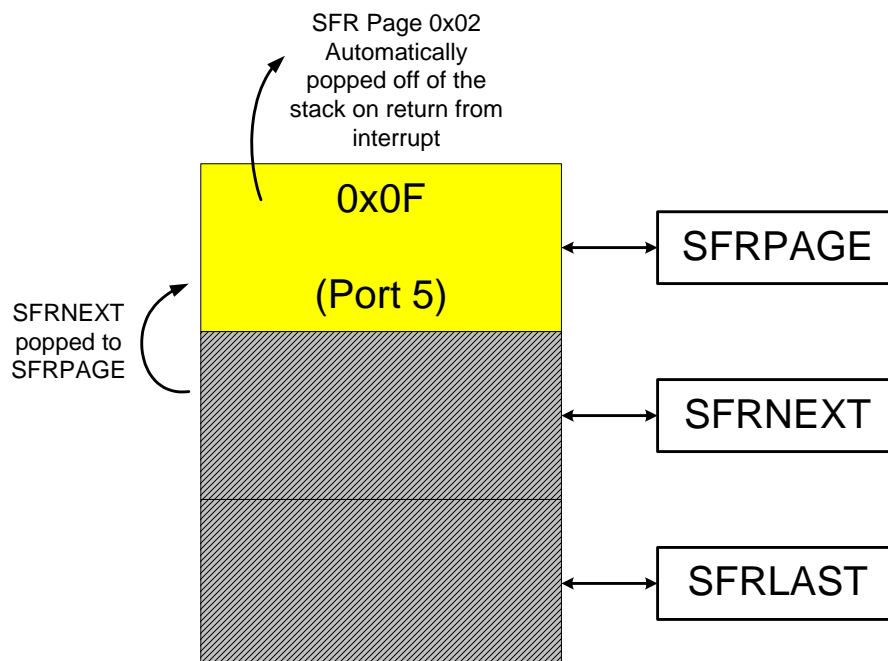 SFR Page 0x02
Automatically
popped off of the
stack on return from
interrupt
0x0F
(Port 5)
SFRPAGE
SFRNEXT
popped to
SFRPAGE
SFRNEXT
SFRLAST